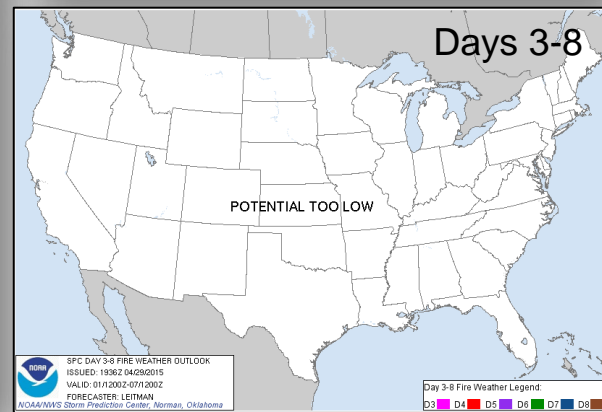 Days 3-8
POTENTIAL TOO LOW
NOAA
SPC DAY 3-8 FIRE WEATHER OUTLOOK
ISSUED: 1936Z 04/29/2015
VALID: 01/1200Z-07/1200Z
FORECASTER: LEITMAN
NOAA/NWS Storm Prediction Center, Norman, Oklahoma
Day 3-8 Fire Weather Legend:
D3 D4 D5 D6 D7 D8